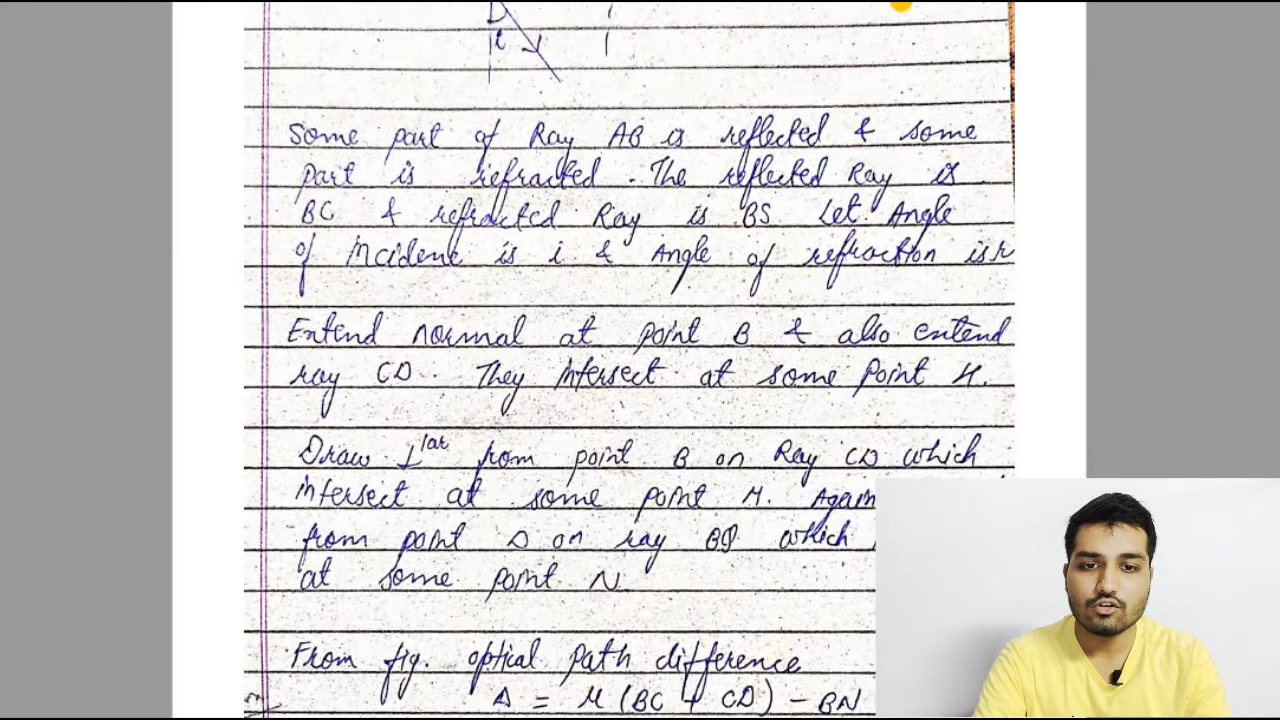 D
i
Some part of Ray AB is reflected & some
part is refracted. The reflected Ray is
BC & refracted Ray is BS Let Angle
of incidene is i & Angle of refraction is r
Extend normal at point B & also extend
ray CD. They intersect at some Point H.
Draw ⊥lar from point B on Ray CD which
intersect at some point M. Again
from point D on ray BP which
at some point N.
From fig. optical path difference
Δ = μ (BC + CD) - BN